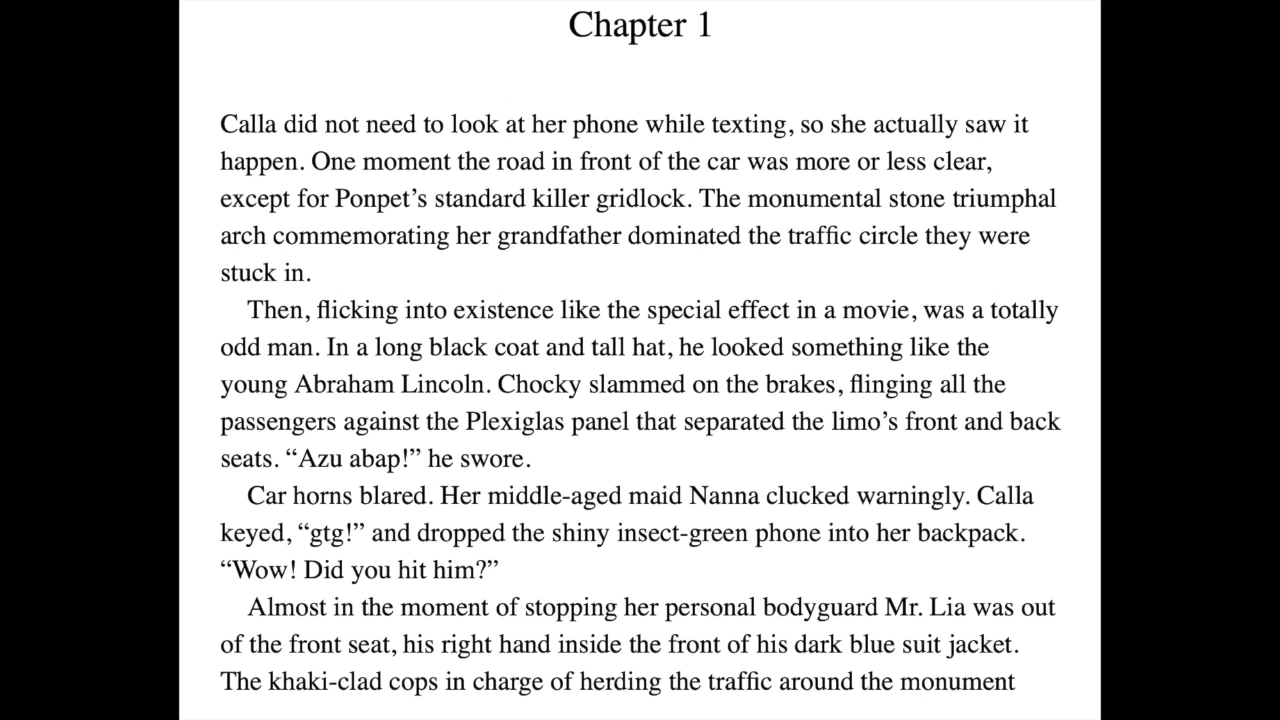 Chapter 1
Calla did not need to look at her phone while texting, so she actually saw it
happen. One moment the road in front of the car was more or less clear,
except for Ponpet’s standard killer gridlock. The monumental stone triumphal
arch commemorating her grandfather dominated the traffic circle they were
stuck in.
Then, flicking into existence like the special effect in a movie, was a totally
odd man. In a long black coat and tall hat, he looked something like the
young Abraham Lincoln. Chocky slammed on the brakes, flinging all the
passengers against the Plexiglas panel that separated the limo’s front and back
seats. “Azu abap!” he swore.
Car horns blared. Her middle-aged maid Nanna clucked warningly. Calla
keyed, “gtg!” and dropped the shiny insect-green phone into her backpack.
“Wow! Did you hit him?”
Almost in the moment of stopping her personal bodyguard Mr. Lia was out
of the front seat, his right hand inside the front of his dark blue suit jacket.
The khaki-clad cops in charge of herding the traffic around the monument